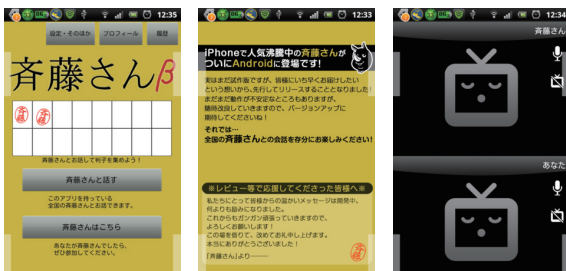 12:35
設定・そのほか
プロフィール
履歴
斉藤さんβ
斉藤さんとお話して判子を集めよう！
斉藤さんと話す
このアプリを持っている
全国の斉藤さんとお話できます。
斉藤さんはこちら
あなたが斉藤さんでしたら、
ぜひ参加してください。
12:33
iPhoneで人気沸騰中の斉藤さんが
ついにAndroidに登場です！
実はまだ試作版ですが、皆様にいち早くお届けしたい
という想いから、先行してリリースすることとなりました！
まだまだ動作が不安定なところもありますが、
随時改良していきますので、バージョンアップに
期待してくださいね！
それでは…
全国の斉藤さんとの会話を存分にお楽しみください！
※レビュー等で応援してくださった皆様へ※
私たちにとって皆様からの温かいメッセージは開発中、
何よりも励みになりました。
これからもガンガン頑張っていきますので、
よろしくお願いします！
この場を借りて、改めてお礼申し上げます。
本当にありがとうございました！
「斉藤さん」より———
12:34
斉藤さん
あなた